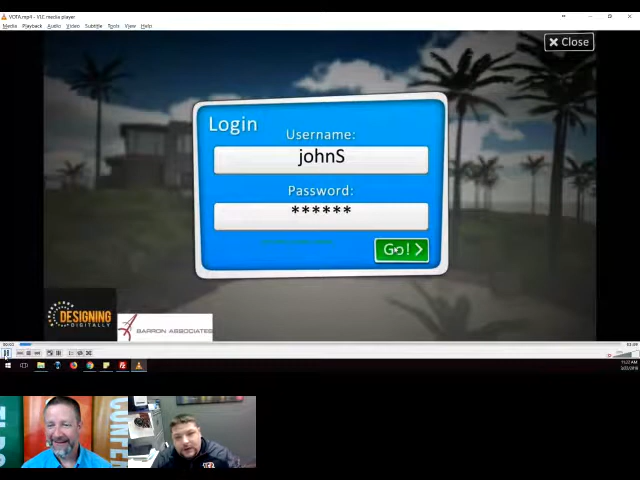 VOTA.mp4 - VLC media player
Media Playback Audio Video Subtitle Tools View Help
Close
Login
Username:
johnS
Password:
******
Go!
DESIGNING
DIGITALLY
BARRON ASSOCIATES